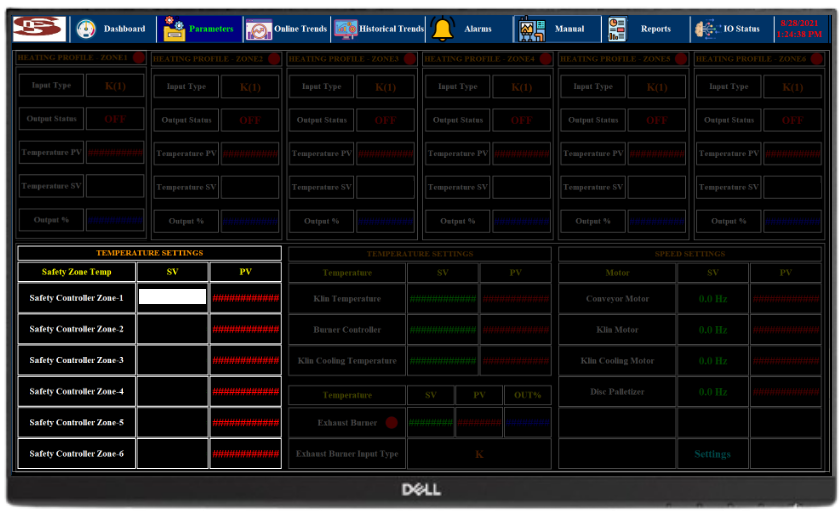 Dashboard Parameters Online Trends Historical Trends Alarms Manual Reports IO Status 8/28/2021
1:24:38 PM
HEATING PROFILE - ZONE1 HEATING PROFILE - ZONE2 HEATING PROFILE - ZONE3 HEATING PROFILE - ZONE4 HEATING PROFILE - ZONE5 HEATING PROFILE - ZONE6
Input Type K(1) Input Type K(1) Input Type K(1) Input Type K(1) Input Type K(1) Input Type K(1)
Output Status OFF Output Status OFF Output Status OFF Output Status OFF Output Status OFF Output Status OFF
Temperature PV ########## Temperature PV ########## Temperature PV ########## Temperature PV ########## Temperature PV ########## Temperature PV ##########
Temperature SV Temperature SV Temperature SV Temperature SV Temperature SV Temperature SV
Output % ########## Output % ########## Output % ########## Output % ########## Output % ########## Output % ##########
TEMPERATURE SETTINGS TEMPERATURE SETTINGS SPEED SETTINGS
Safety Zone Temp SV PV Temperature SV PV Motor SV PV
Safety Controller Zone-1 ############ Klin Temperature ############ ############ Conveyor Motor 0.0 Hz ############
Safety Controller Zone-2 ############ Burner Controller ############ ############ Klin Motor 0.0 Hz ############
Safety Controller Zone-3 ############ Klin Cooling Temperature ############ ############ Klin Cooling Motor 0.0 Hz ############
Safety Controller Zone-4 ############ Temperature SV PV OUT% Disc Palletizer 0.0 Hz ############
Safety Controller Zone-5 ############ Exhaust Burner ######## ######## ########
Safety Controller Zone-6 ############ Exhaust Burner Input Type K Settings
DELL